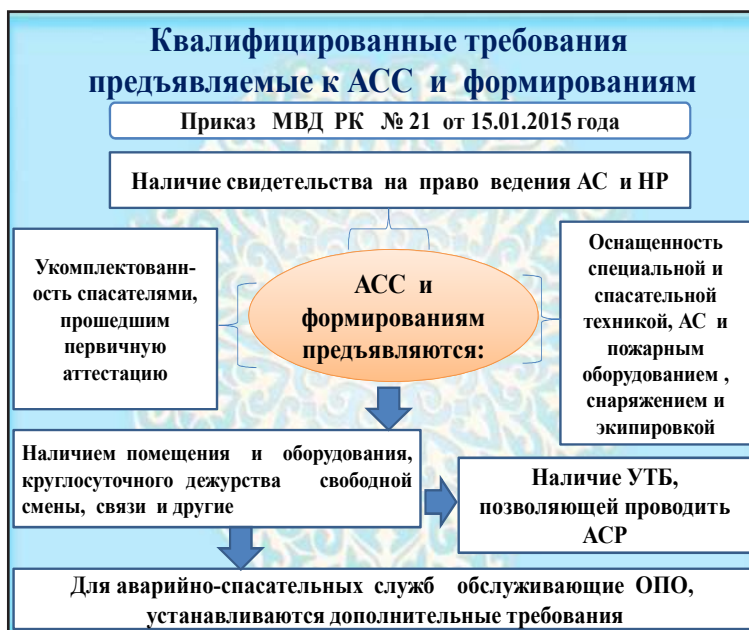 Квалифицированные требования
предъявляемые к АСС и формированиям
Приказ МВД РК № 21 от 15.01.2015 года
Наличие свидетельства на право ведения АС и НР
Укомплектованн-
ость спасателями,
прошедшим
первичную
аттестацию
АСС и
формированиям
предъявляются:
Оснащенность
специальной и
спасательной
техникой, АС и
пожарным
оборудованием ,
снаряжением и
экипировкой
Наличием помещения и оборудования,
круглосуточного дежурства свободной
смены, связи и другие
Наличие УТБ,
позволяющей проводить
АСР
Для аварийно-спасательных служб обслуживающие ОПО,
устанавливаются дополнительные требования